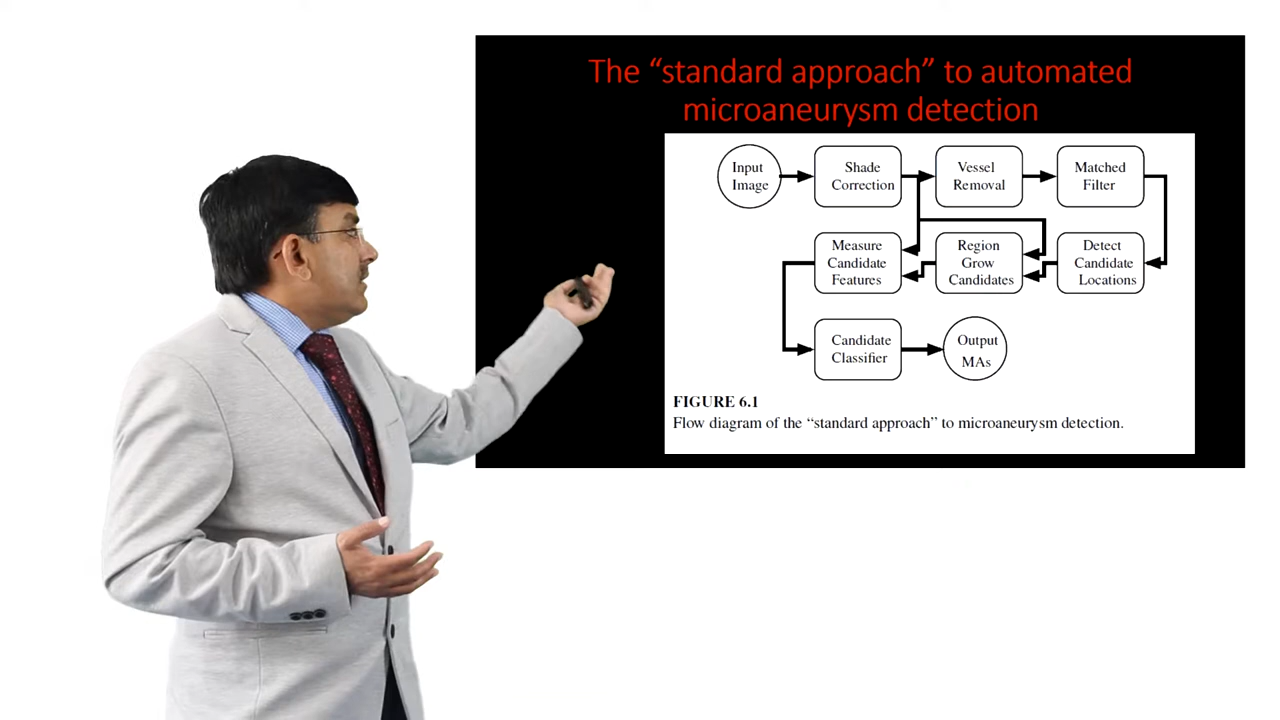 The “standard approach” to automated
microaneurysm detection
Input
Image
Shade
Correction
Vessel
Removal
Matched
Filter
Measure
Candidate
Features
Region
Grow
Candidates
Detect
Candidate
Locations
Candidate
Classifier
Output
MAs
FIGURE 6.1
Flow diagram of the “standard approach” to microaneurysm detection.